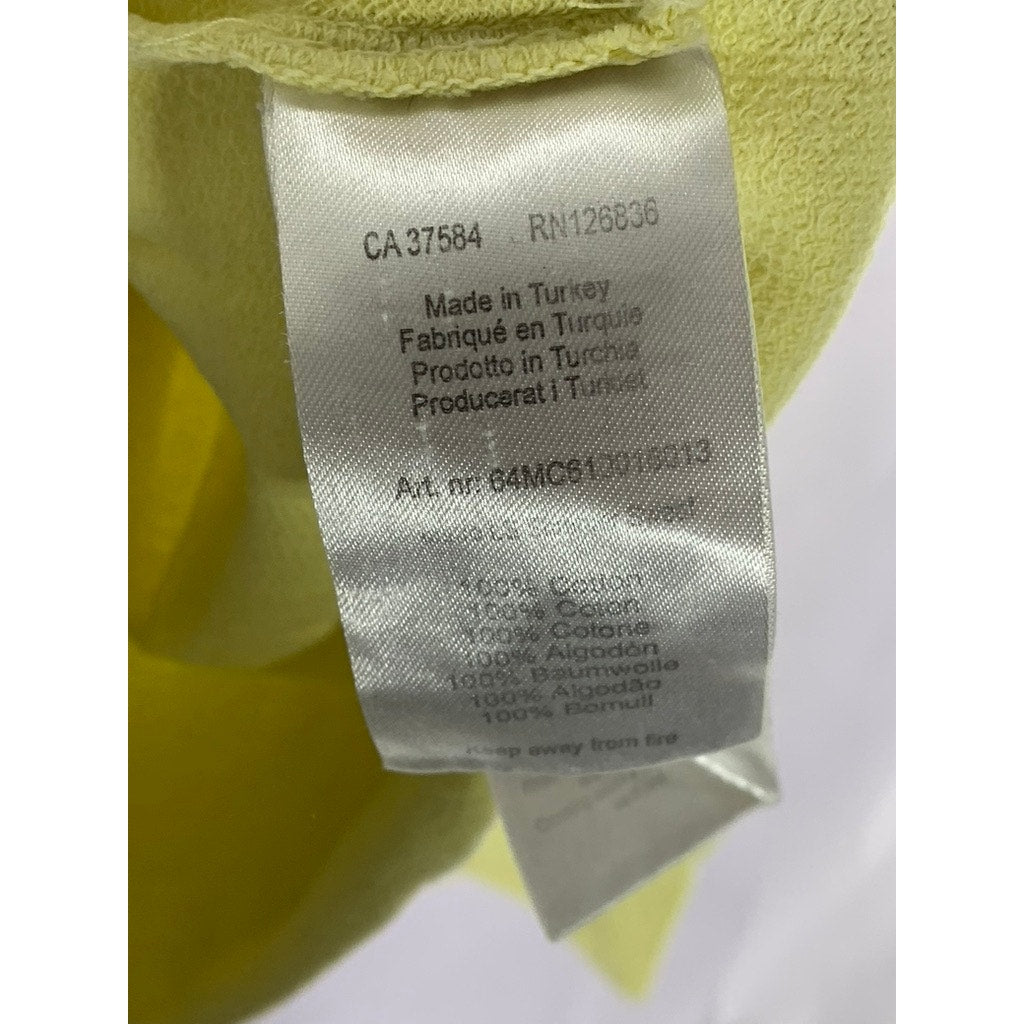 CA 37584 RN126836
Made in Turkey
Fabriqué en Turquie
Prodotto in Turchia
Producerat i Turkiet
Art. nr:
100% Cotton
100% Coton
100% Cotone
100% Algodón
100% Baumwolle
100% Algodão
100% Bomull
Keep away from fire